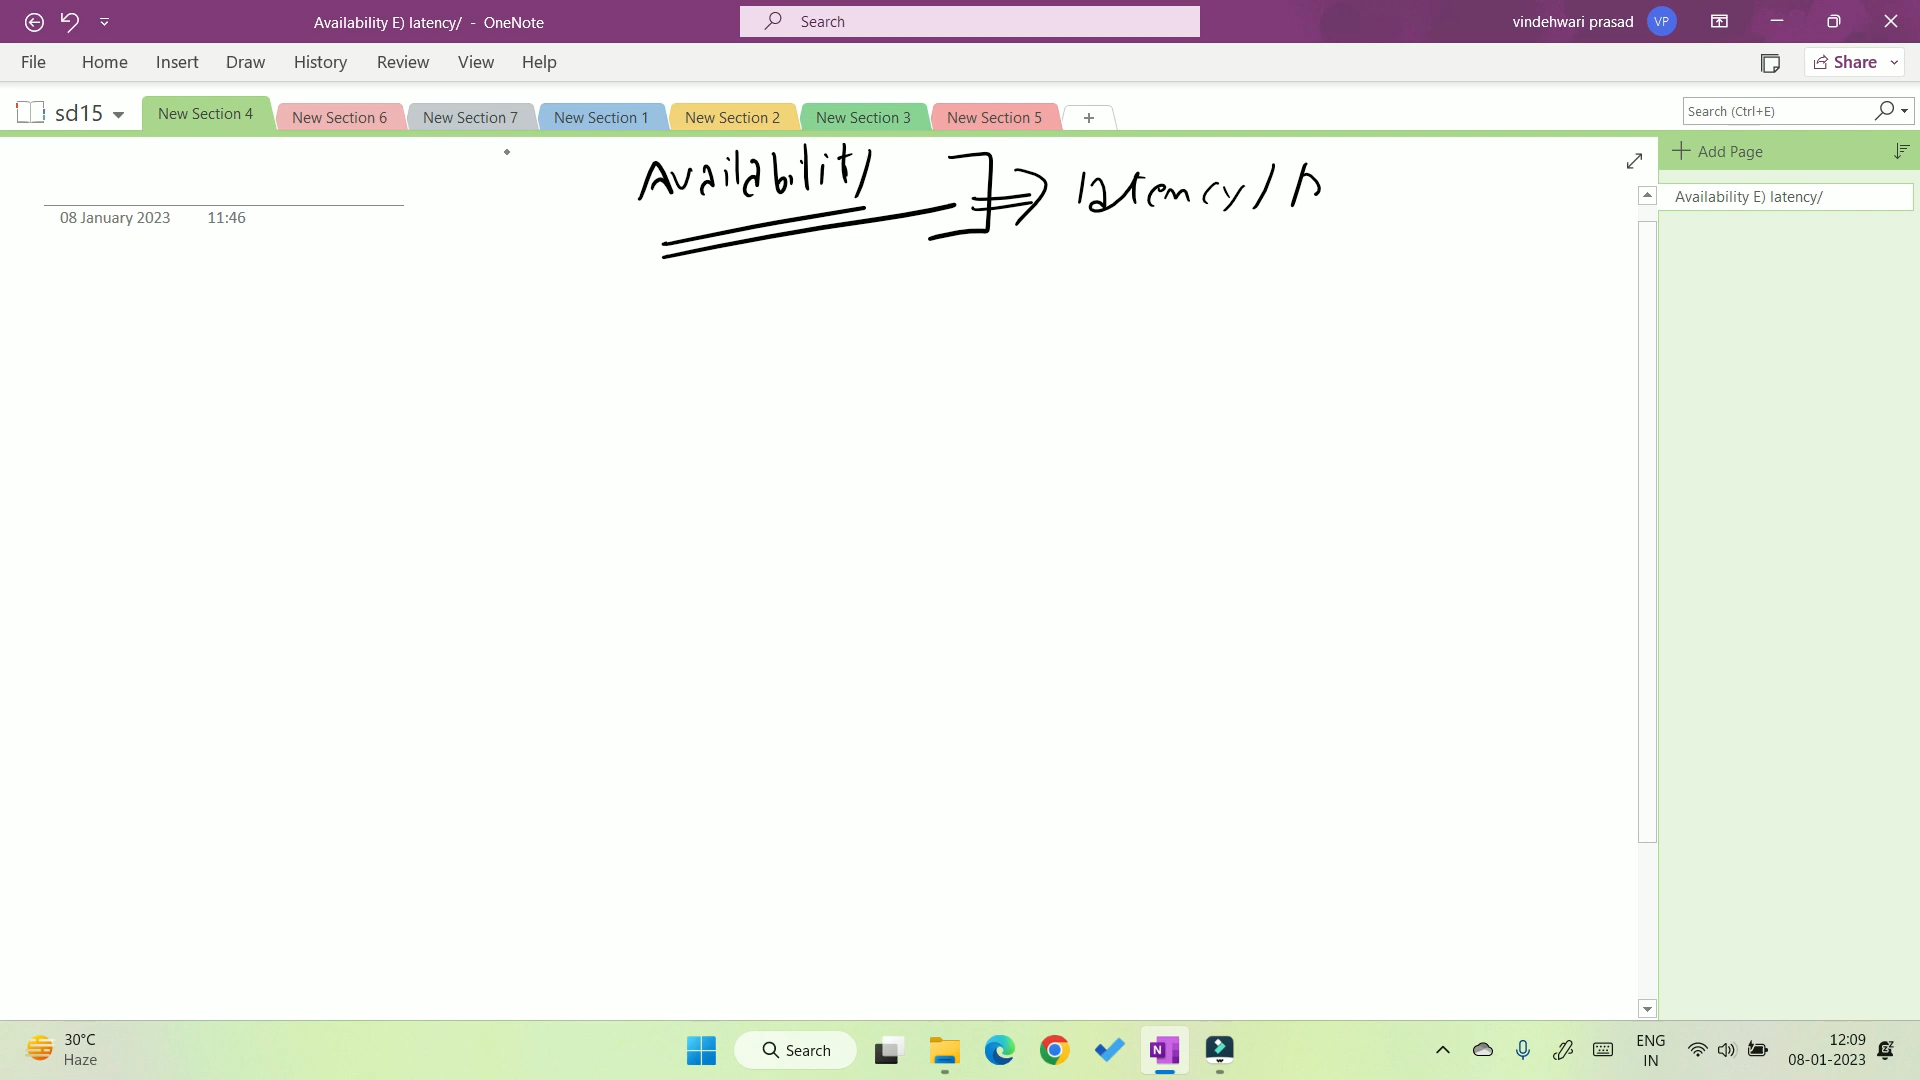 Availability E) latency/ - OneNote
Search
vindehwari prasad
VP
File Home Insert Draw History Review View Help
Share
sd15
New Section 4
New Section 6
New Section 7
New Section 1
New Section 2
New Section 3
New Section 5
+
Search (Ctrl+E)
Availability ] => latency /
Add Page
Availability E) latency/
08 January 2023 11:46
30°C
Haze
Search
ENG
IN
12:09
08-01-2023